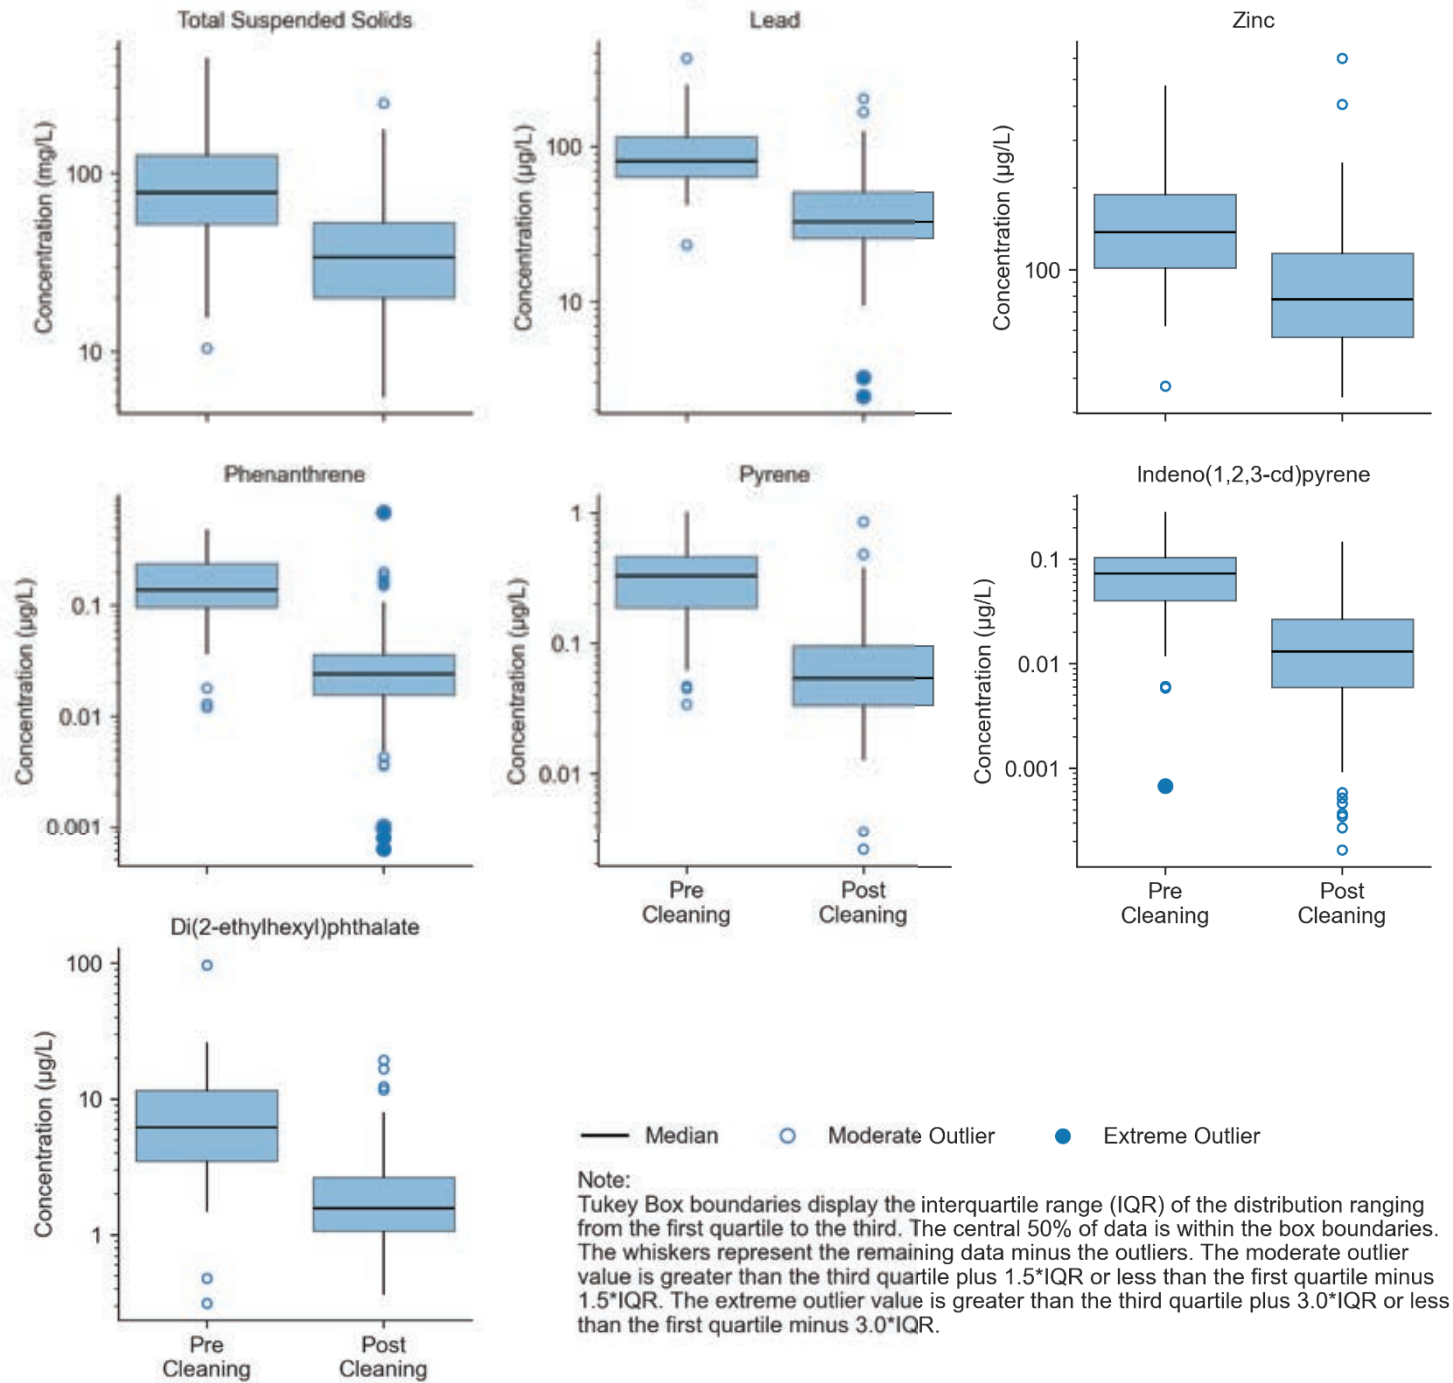 Total Suspended Solids
Concentration (mg/L)
100
10
Lead
Concentration (µg/L)
100
10
Zinc
Concentration (µg/L)
100
Phenanthrene
Concentration (µg/L)
0.1
0.01
0.001
Pyrene
Concentration (µg/L)
1
0.1
0.01
Pre
Cleaning
Post
Cleaning
Indeno(1,2,3-cd)pyrene
Concentration (µg/L)
0.1
0.01
0.001
Pre
Cleaning
Post
Cleaning
Di(2-ethylhexyl)phthalate
Concentration (µg/L)
100
10
1
Pre
Cleaning
Post
Cleaning
Median
Moderate Outlier
Extreme Outlier
Note:
Tukey Box boundaries display the interquartile range (IQR) of the distribution ranging
from the first quartile to the third. The central 50% of data is within the box boundaries.
The whiskers represent the remaining data minus the outliers. The moderate outlier
value is greater than the third quartile plus 1.5*IQR or less than the first quartile minus
1.5*IQR. The extreme outlier value is greater than the third quartile plus 3.0*IQR or less
than the first quartile minus 3.0*IQR.